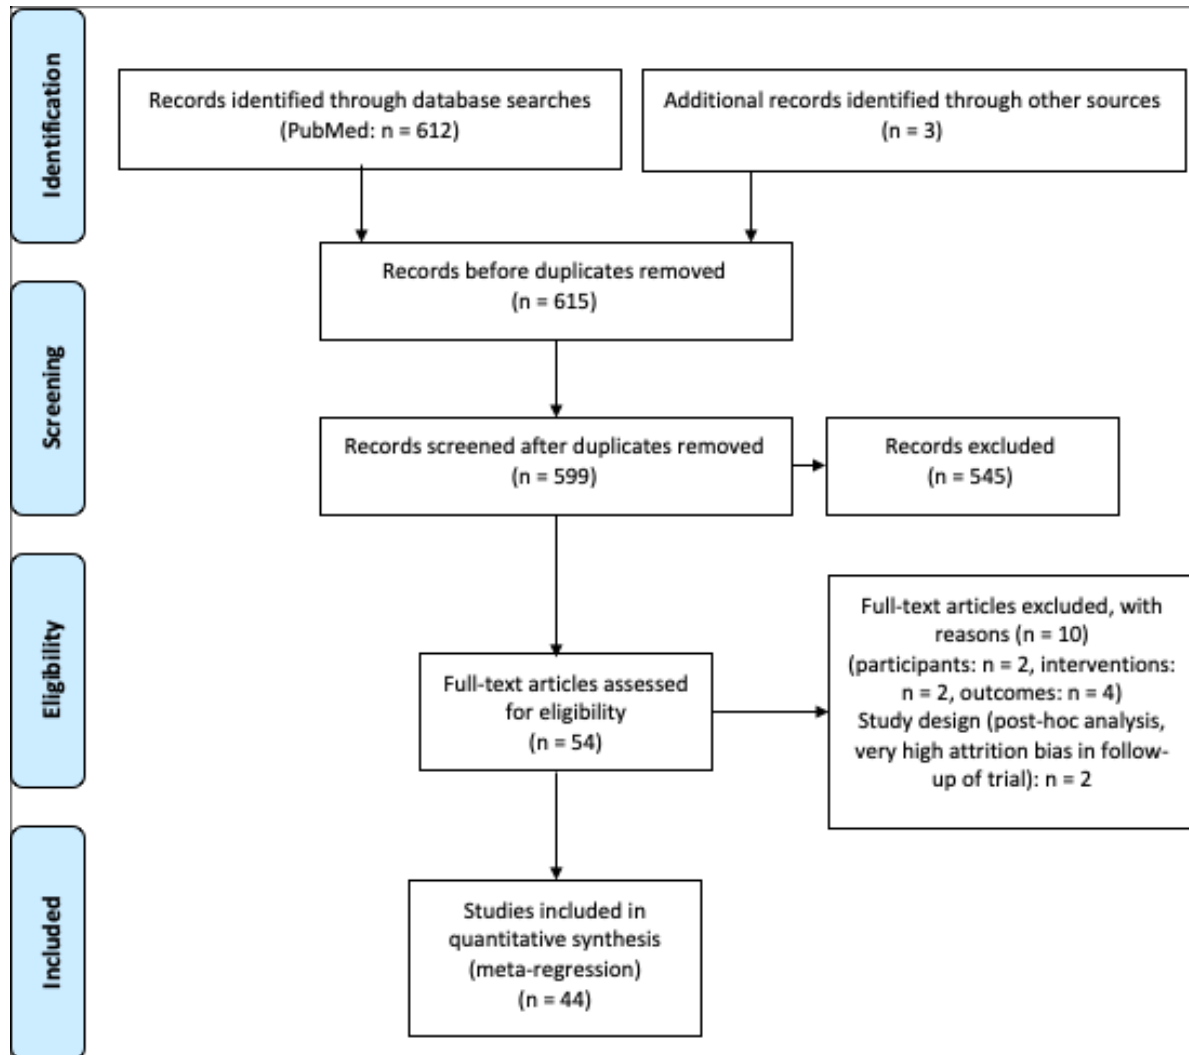 Identification
Records identified through database searches
(PubMed: n = 612)
Additional records identified through other sources
(n = 3)
Records before duplicates removed
(n = 615)
Screening
Records screened after duplicates removed
(n = 599)
Records excluded
(n = 545)
Eligibility
Full-text articles assessed
for eligibility
(n = 54)
Full-text articles excluded, with
reasons (n = 10)
(participants: n = 2, interventions:
n = 2, outcomes: n = 4)
Study design (post-hoc analysis,
very high attrition bias in follow-
up of trial): n = 2
Included
Studies included in
quantitative synthesis
(meta-regression)
(n = 44)